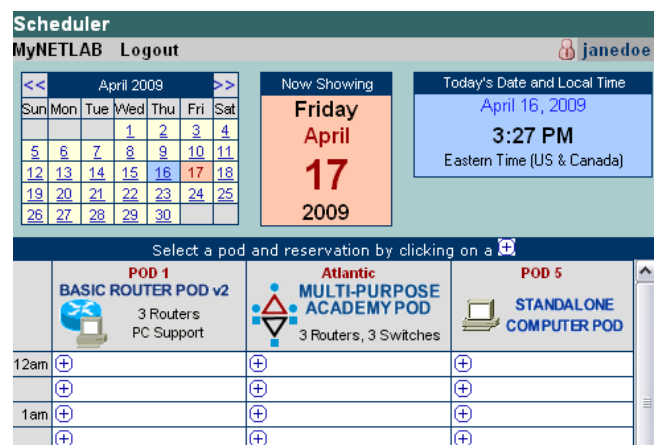 Scheduler
MyNETLAB Logout janedoe
<< April 2009 >>
Sun Mon Tue Wed Thu Fri Sat
1 2 3 4
5 6 7 8 9 10 11
12 13 14 15 16 17 18
19 20 21 22 23 24 25
26 27 28 29 30
Now Showing
Friday
April
17
2009
Today's Date and Local Time
April 16, 2009
3:27 PM
Eastern Time (US & Canada)
Select a pod and reservation by clicking on a
POD 1
BASIC ROUTER POD v2
3 Routers
PC Support
Atlantic
MULTI-PURPOSE
ACADEMY POD
3 Routers, 3 Switches
POD 5
STANDALONE
COMPUTER POD
12am
1am